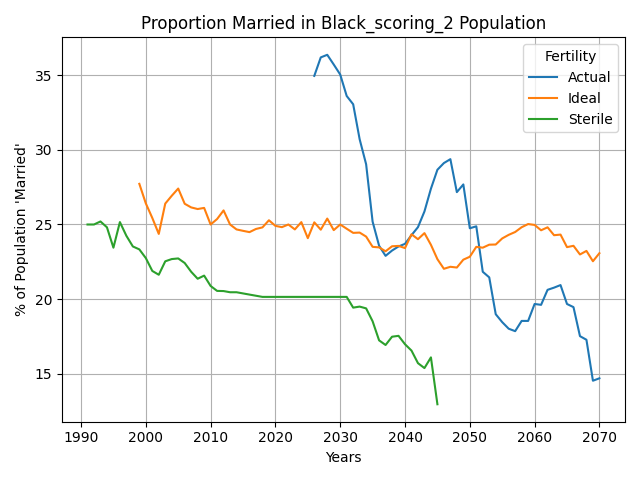 Proportion Married in Black_scoring_2 Population
% of Population 'Married'
35
30
25
20
15
Fertility
Actual
Ideal
Sterile
1990 2000 2010 2020 2030 2040 2050 2060 2070
Years